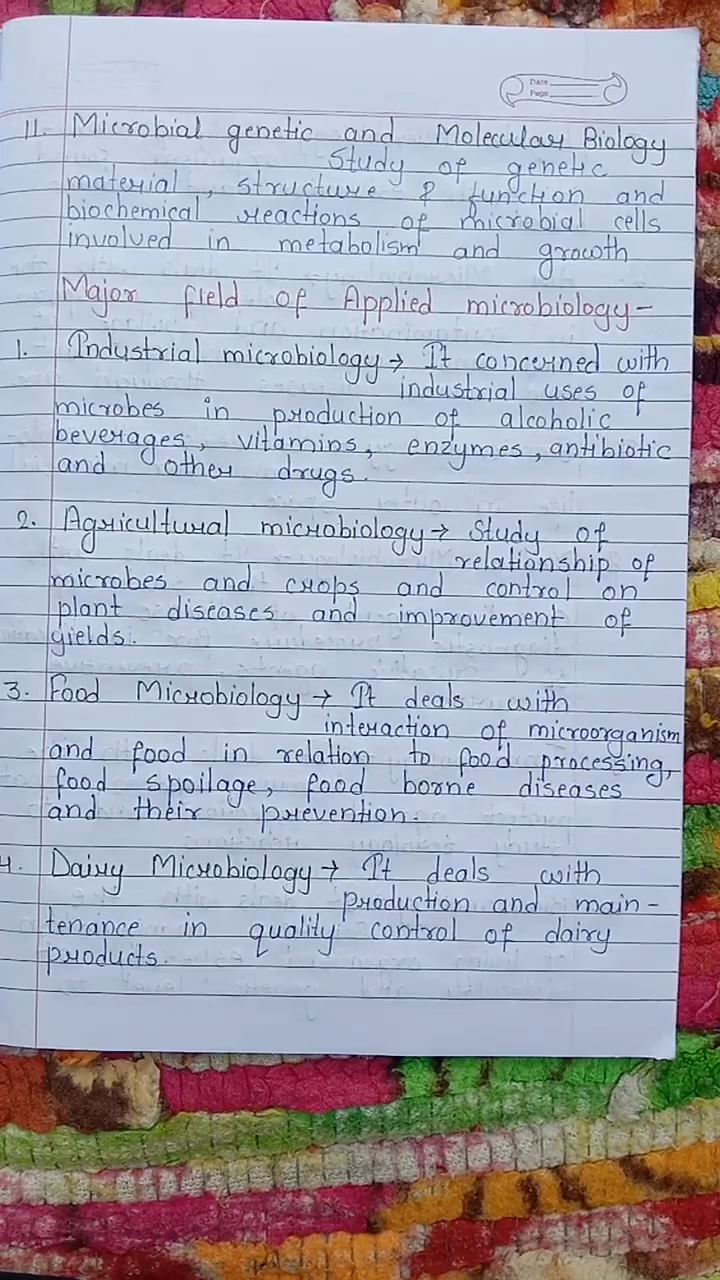 Date
Page
11. Microbial genetic and Molecular Biology
Study of genetic
material, structure & function and
biochemical reactions of microbial cells
involved in metabolism and growth
Major field of Applied microbiology-
1. Industrial microbiology → It concerned with
industrial uses of
microbes in production of alcoholic
beverages, vitamins, enzymes, antibiotic
and other drugs.
2. Agricultural microbiology → Study of
relationship of
microbes and crops and control on
plant diseases and improvement of
yields.
3. Food Microbiology → It deals with
interaction of microorganism
and food in relation to food processing,
food spoilage, food borne diseases
and their prevention.
4. Dairy Microbiology → It deals with
production and main-
tenance in quality control of dairy
products.